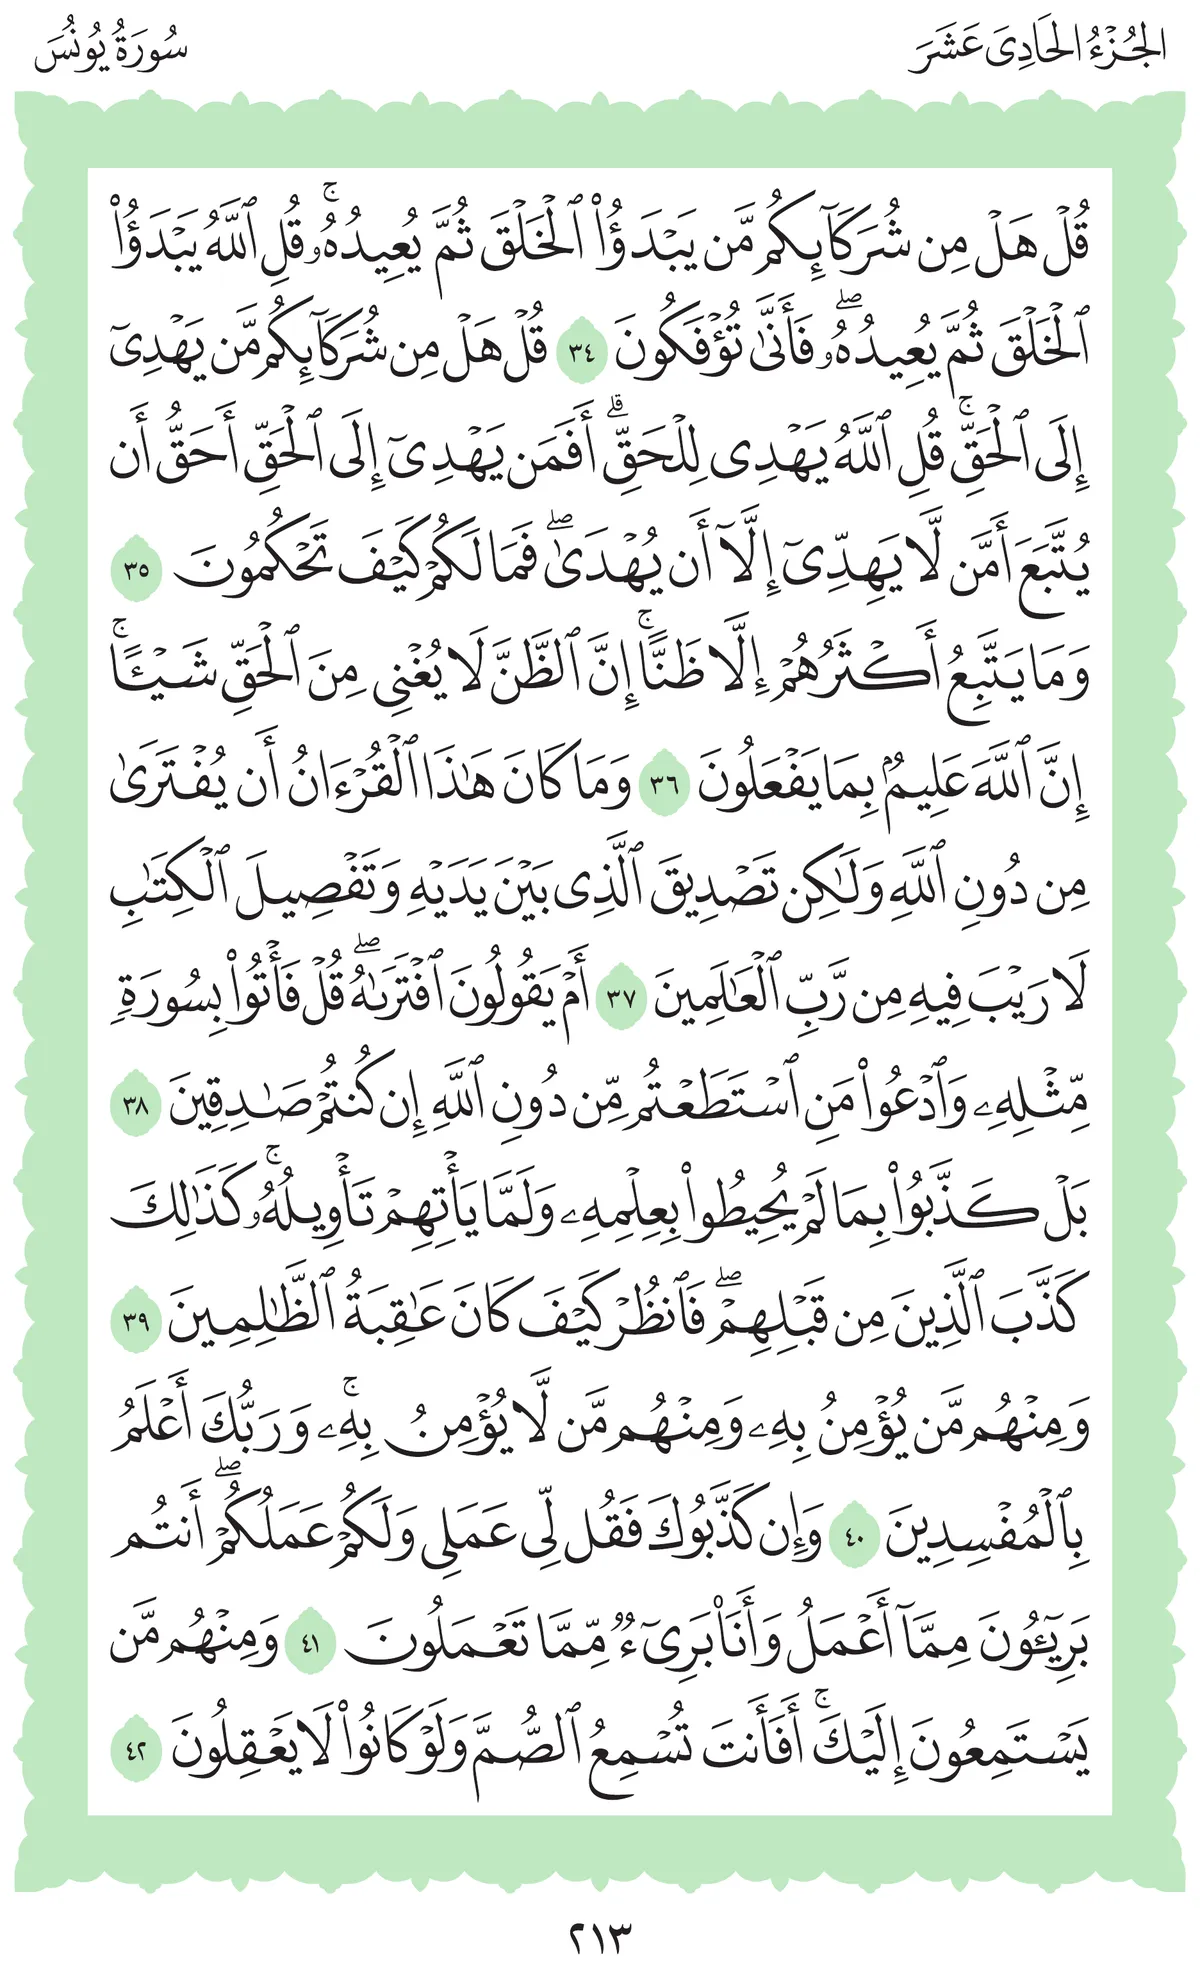 الجُزْءُ الحَادِيَ عَشَرَ
سُورَةُ يُونُسَ
قُلْ هَلْ مِن شُرَكَآئِكُم مَّن يَبْدَؤُا۟ ٱلْخَلْقَ ثُمَّ يُعِيدُهُۥ ۚ قُلِ ٱللَّهُ يَبْدَؤُا۟
ٱلْخَلْقَ ثُمَّ يُعِيدُهُۥ ۖ فَأَنَّىٰ تُؤْفَكُونَ ٣٤ قُلْ هَلْ مِن شُرَكَآئِكُم مَّن يَهْدِىٓ
إِلَى ٱلْحَقِّ ۚ قُلِ ٱللَّهُ يَهْدِى لِلْحَقِّ ۗ أَفَمَن يَهْدِىٓ إِلَى ٱلْحَقِّ أَحَقُّ أَن
يُتَّبَعَ أَمَّن لَّا يَهِدِّىٓ إِلَّآ أَن يُهْدَىٰ ۖ فَمَا لَكُمْ كَيْفَ تَحْكُمُونَ ٣٥
وَمَا يَتَّبِعُ أَكْثَرُهُمْ إِلَّا ظَنًّا ۚ إِنَّ ٱلظَّنَّ لَا يُغْنِى مِنَ ٱلْحَقِّ شَيْـًٔا ۚ
إِنَّ ٱللَّهَ عَلِيمٌۢ بِمَا يَفْعَلُونَ ٣٦ وَمَا كَانَ هَـٰذَا ٱلْقُرْءَانُ أَن يُفْتَرَىٰ
مِن دُونِ ٱللَّهِ وَلَـٰكِن تَصْدِيقَ ٱلَّذِى بَيْنَ يَدَيْهِ وَتَفْصِيلَ ٱلْكِتَـٰبِ
لَا رَيْبَ فِيهِ مِن رَّبِّ ٱلْعَـٰلَمِينَ ٣٧ أَمْ يَقُولُونَ ٱفْتَرَىٰهُ ۖ قُلْ فَأْتُوا۟ بِسُورَةٍ
مِّثْلِهِۦ وَٱدْعُوا۟ مَنِ ٱسْتَطَعْتُم مِّن دُونِ ٱللَّهِ إِن كُنتُمْ صَـٰدِقِينَ ٣٨
بَلْ كَذَّبُوا۟ بِمَا لَمْ يُحِيطُوا۟ بِعِلْمِهِۦ وَلَمَّا يَأْتِهِمْ تَأْوِيلُهُۥ ۚ كَذَٰلِكَ
كَذَّبَ ٱلَّذِينَ مِن قَبْلِهِمْ ۖ فَٱنظُرْ كَيْفَ كَانَ عَـٰقِبَةُ ٱلظَّـٰلِمِينَ ٣٩
وَمِنْهُم مَّن يُؤْمِنُ بِهِۦ وَمِنْهُم مَّن لَّا يُؤْمِنُ بِهِۦ ۚ وَرَبُّكَ أَعْلَمُ
بِٱلْمُفْسِدِينَ ٤٠ وَإِن كَذَّبُوكَ فَقُل لِّى عَمَلِى وَلَكُمْ عَمَلُكُمْ ۖ أَنتُم
بَرِيٓـُٔونَ مِمَّآ أَعْمَلُ وَأَنَا۠ بَرِىٓءٌ مِّمَّا تَعْمَلُونَ ٤١ وَمِنْهُم مَّن
يَسْتَمِعُونَ إِلَيْكَ ۚ أَفَأَنتَ تُسْمِعُ ٱلصُّمَّ وَلَوْ كَانُوا۟ لَا يَعْقِلُونَ ٤٢
٢١٣